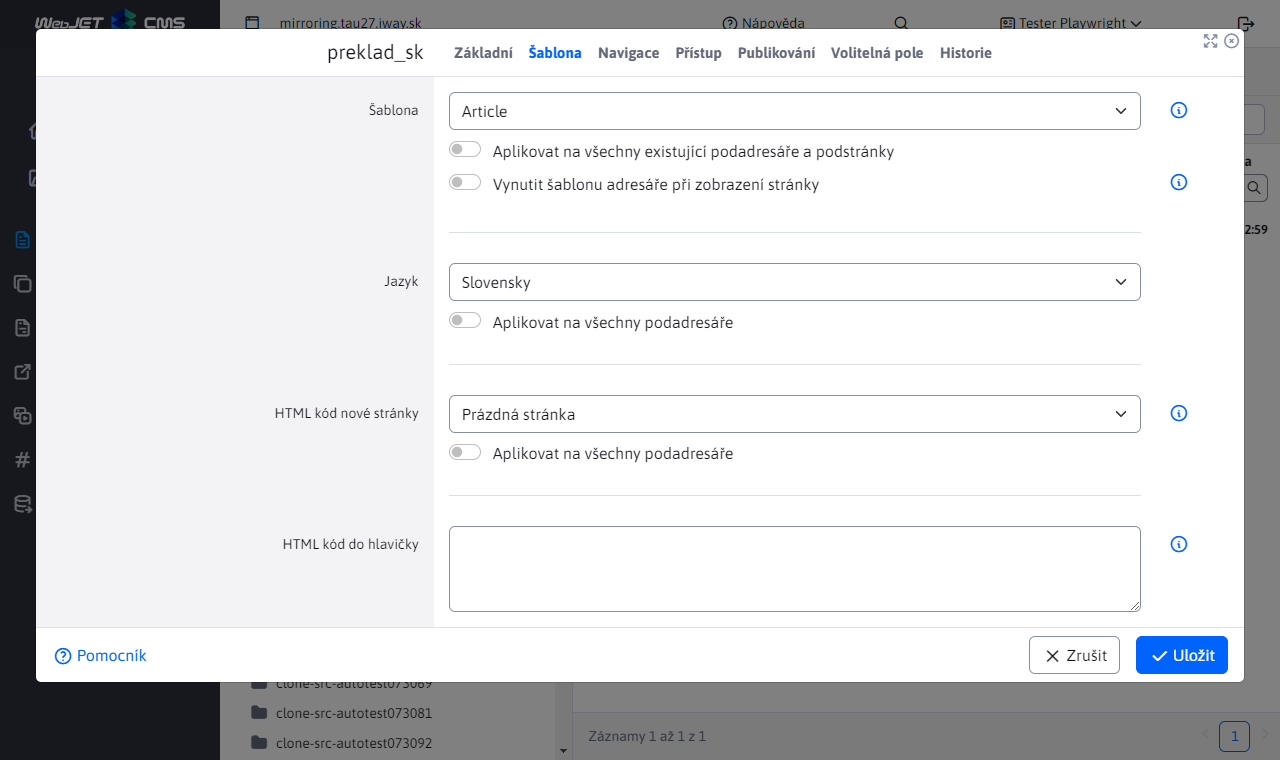 WebJET CMS
mirroring.tau27.iway.sk
Nápověda
Tester Playwright
preklad_sk
Základní
Šablona
Navigace
Přístup
Publikování
Volitelná pole
Historie
Šablona
Article
Aplikovat na všechny existující podadresáře a podstránky
Vynutit šablonu adresáře při zobrazení stránky
Jazyk
Slovensky
Aplikovat na všechny podadresáře
HTML kód nové stránky
Prázdná stránka
Aplikovat na všechny podadresáře
HTML kód do hlavičky
Pomocník
Zrušit
Uložit
2:59
clone-src-autotest073069
clone-src-autotest073081
clone-src-autotest073092
Záznamy 1 až 1 z 1
1